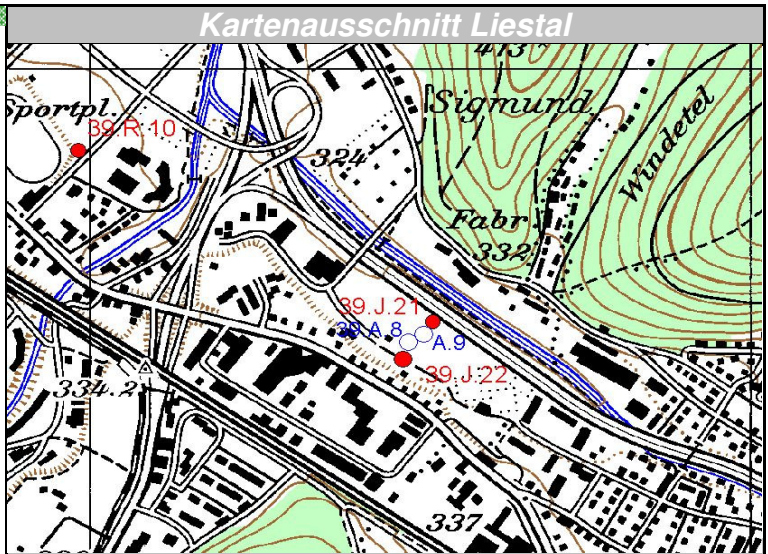 Kartenausschnitt Liestal
473
Sportpl.
Sigmund
39.R.10
Windetel
324
Fabr.
332
39.J.21
39.A.8
A.9
39.J.22
334.2
337